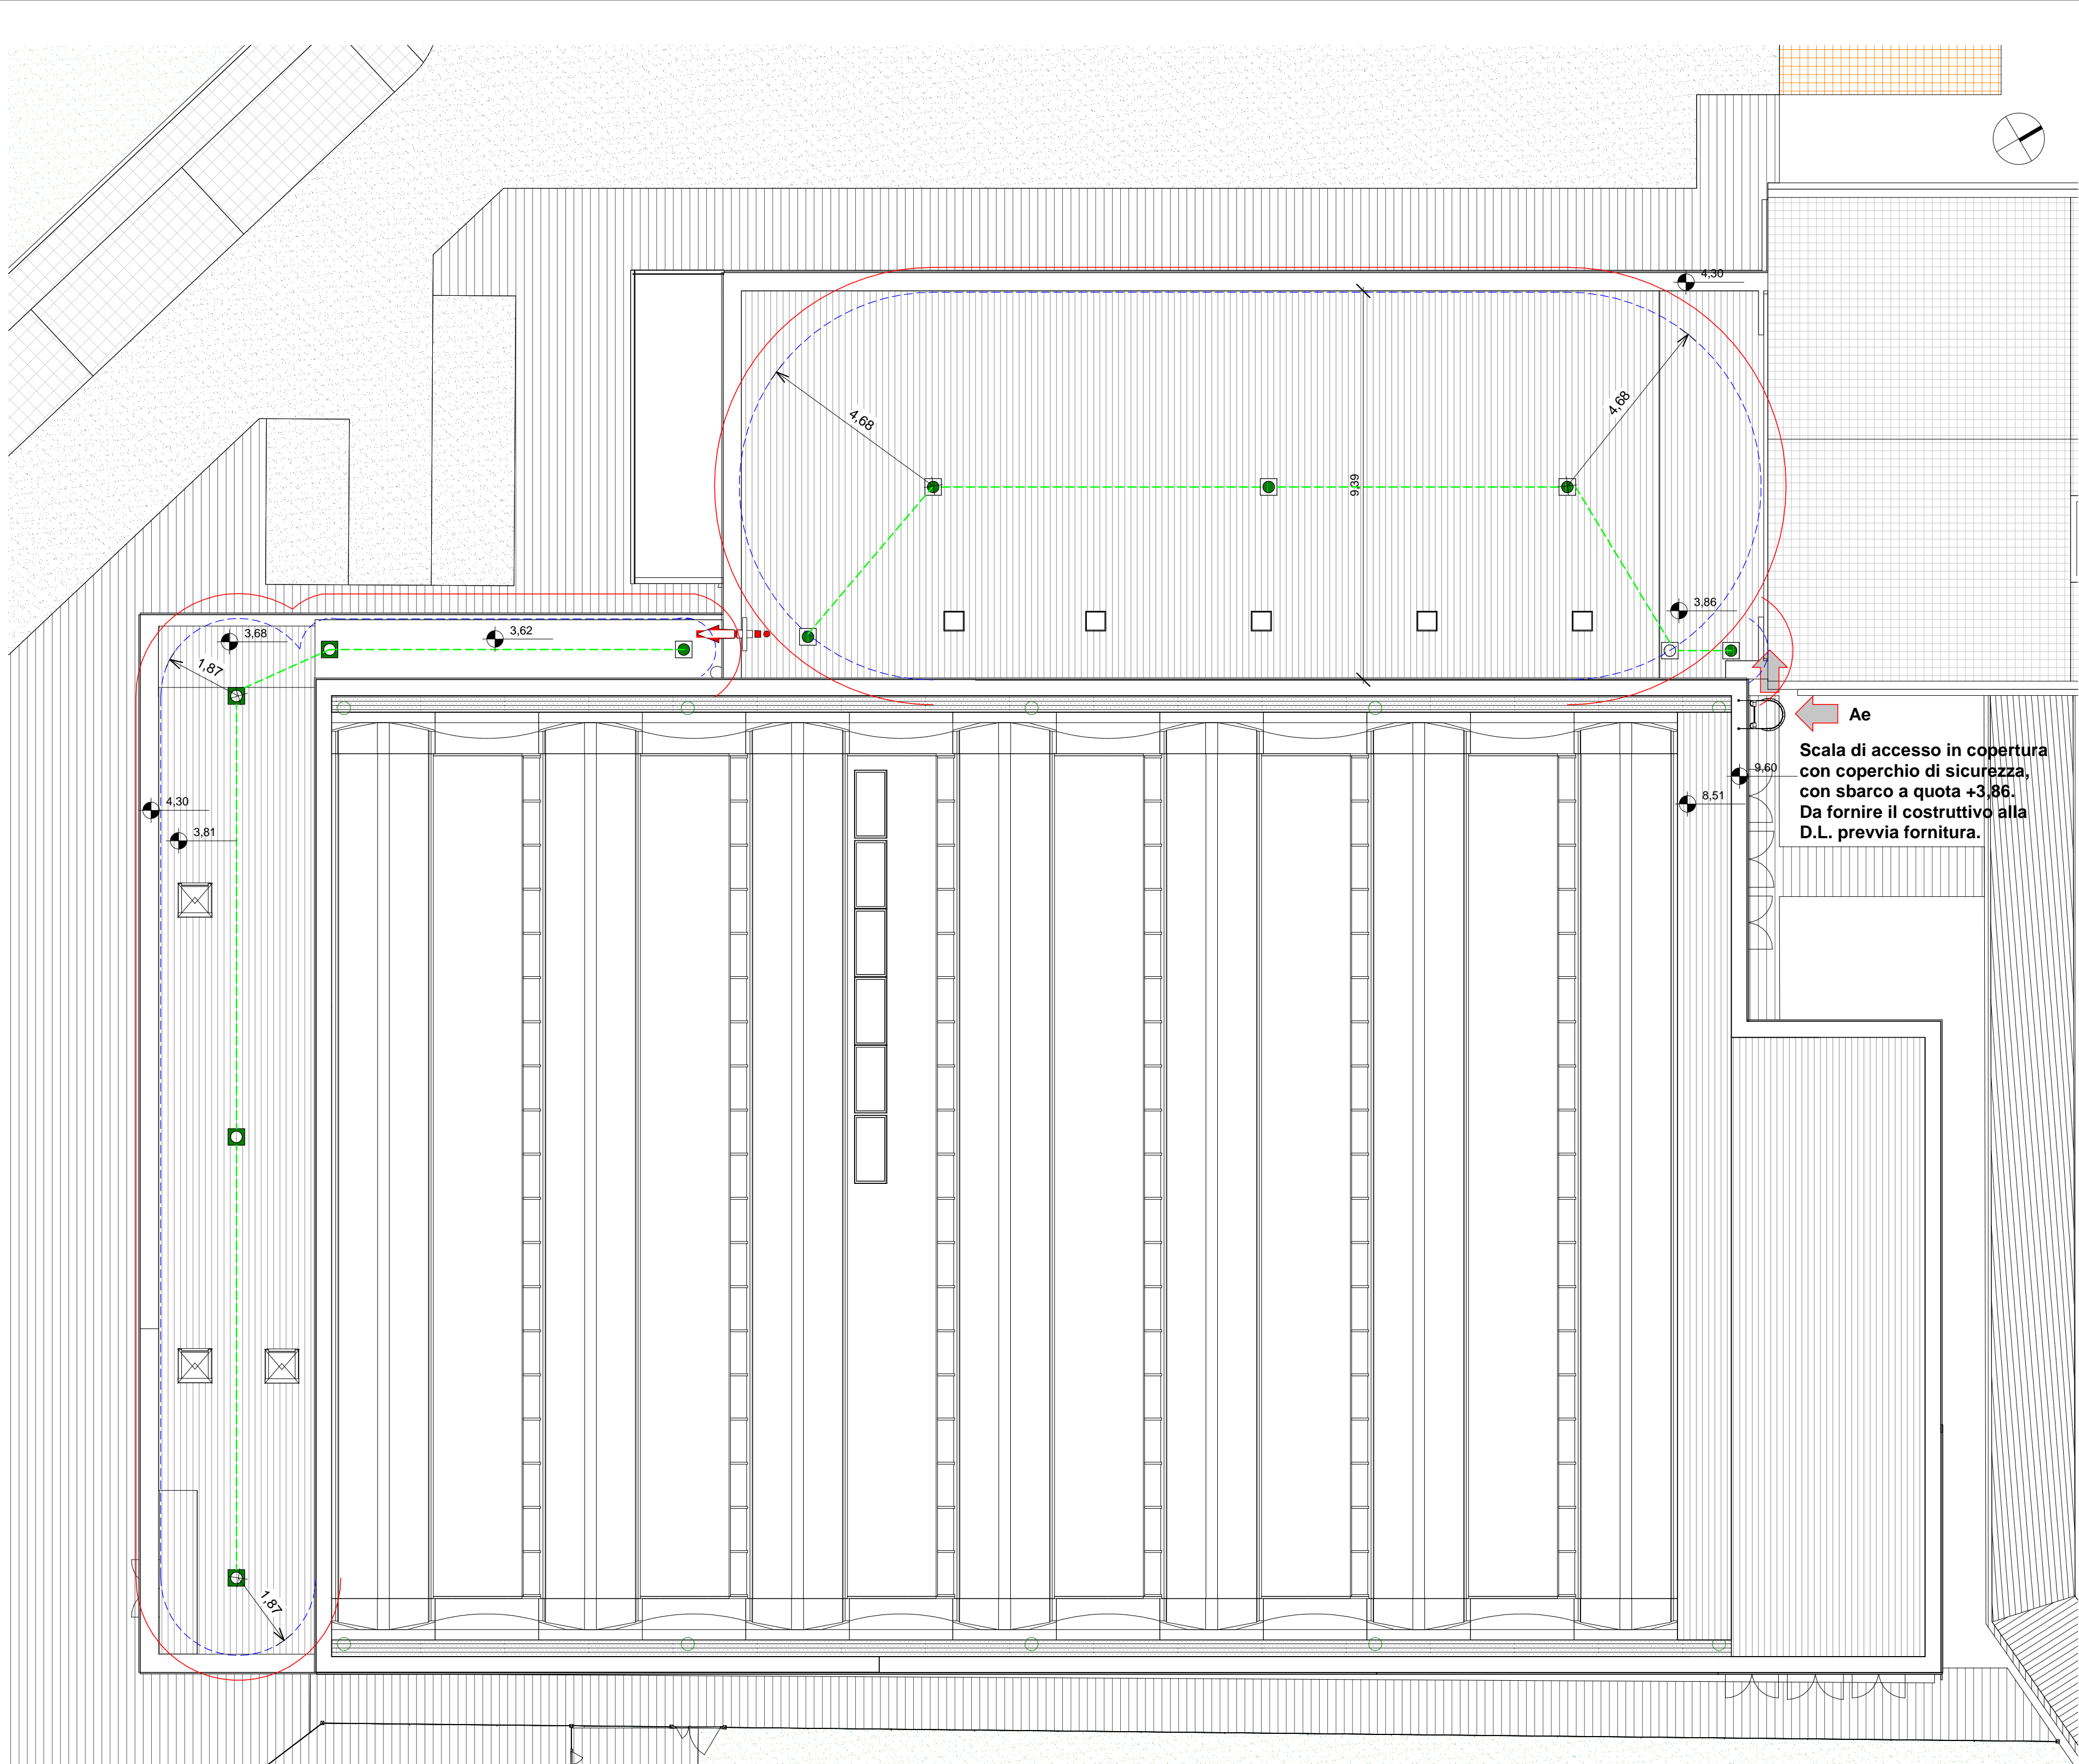 4,30
4,68
4,68
9,39
3,86
3,68
3,62
1,87
Ae
Scala di accesso in copertura
con coperchio di sicurezza,
con sbarco a quota +3,86.
Da fornire il costruttivo alla
D.L. prevvia fornitura.
9,60
8,51
4,30
3,81
1,87